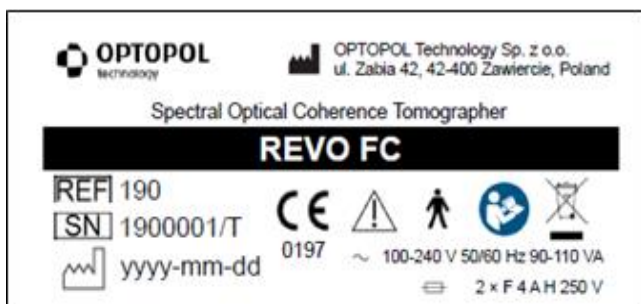 OPTOPOL
technology
OPTOPOL Technology Sp. z o.o.
ul. Zabia 42, 42-400 Zawiercie, Poland
Spectral Optical Coherence Tomographer
REVO FC
REF 190
SN 1900001/T
yyyy-mm-dd
CE
0197
~ 100-240 V 50/60 Hz 90-110 VA
2 × F 4 A H 250 V